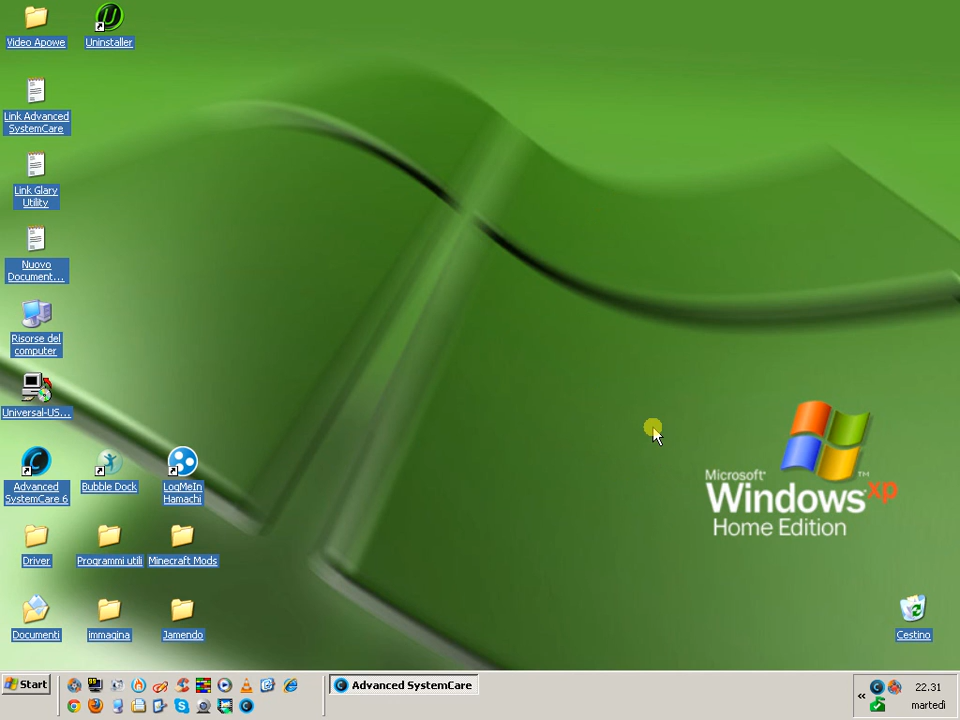 Video Apowe
Uninstaller
Link Advanced
SystemCare
Link Glary
Utility
Nuovo
Document...
Risorse del
computer
Universal-US...
Advanced
SystemCare 6
Bubble Dock
LogMeIn
Hamachi
Driver
Programmi utili
Minecraft Mods
Documenti
immagina
Jamendo
Microsoft®
Windows xp™
Home Edition
Cestino
Start
Advanced SystemCare
«
22.31
martedì